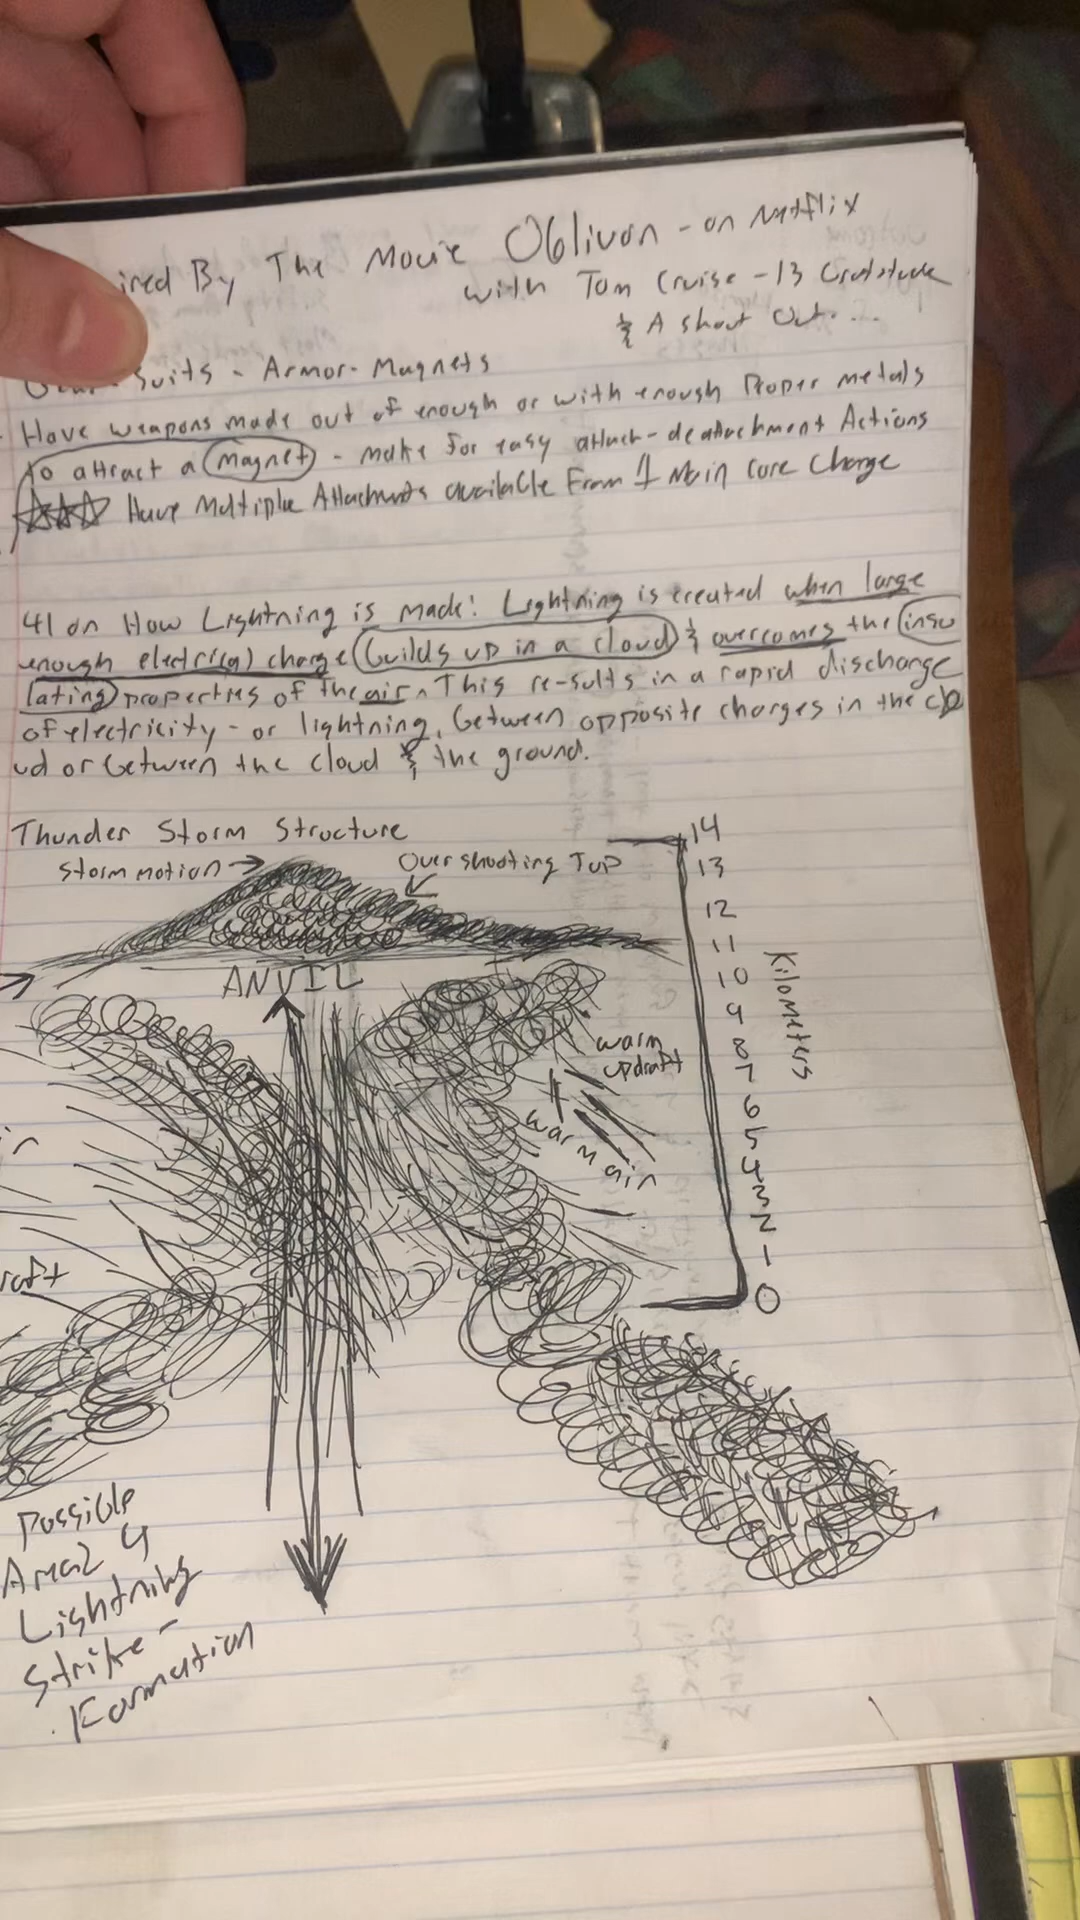 ired By The Movie Oblivon - on Netflix
with Tom Cruise - 13
& A shout out....
Suits - Armor - Magnets
Have weapons made out of enough or with enough Proper metals
to attract a magnet - make for easy attach - deattachment Actions
Have Multiple Attachments available From 1 Main core Charge
41 on How Lightning is made: Lightning is created when large
enough electrical charge builds up in a cloud & overcomes the insu
lating properties of the air. This re-sults in a rapid discharge
of electricity - or lightning, between opposite charges in the clo
ud or between the cloud & the ground.
Thunder Storm Structure
Storm motion
Over shooting Top
ANVIL
14
13
12
11
10
9
8
7
6
5
4
3
2
1
0
Kilometers
warm
updraft
warm air
ir
raft
Possible
Area
Lightning
Strike -
Formation